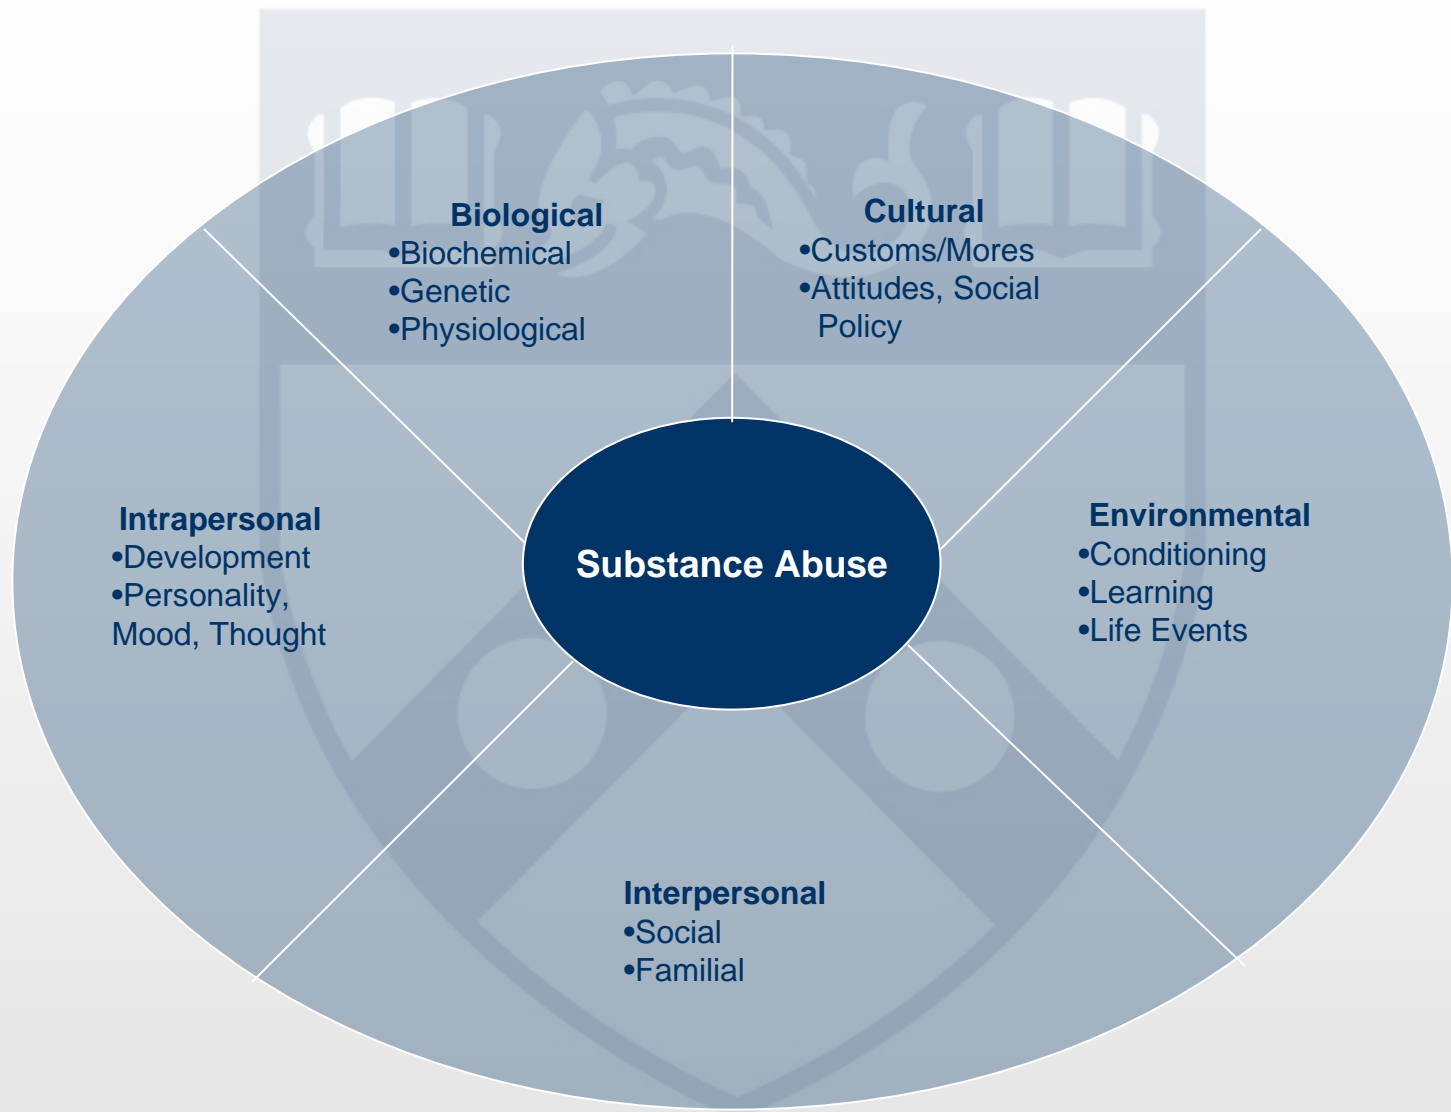 Biological
•Biochemical
•Genetic
•Physiological
Cultural
•Customs/Mores
•Attitudes, Social
Policy
Intrapersonal
•Development
•Personality,
Mood, Thought
Substance Abuse
Environmental
•Conditioning
•Learning
•Life Events
Interpersonal
•Social
•Familial